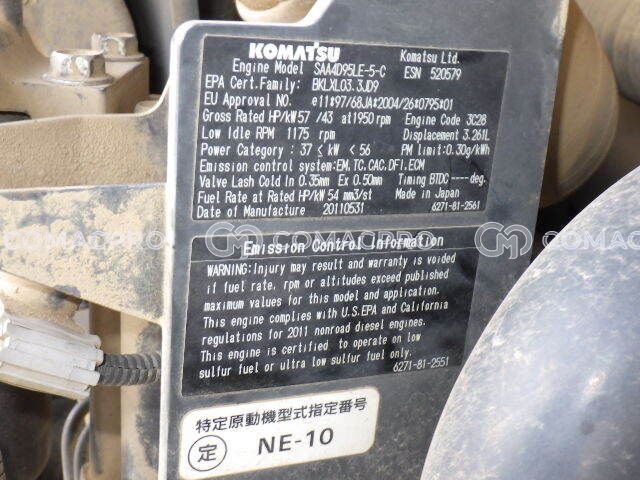 KOMATSU Komatsu Ltd.
Engine Model SAA4D95LE-5-C ESN 520579
EPA Cert.Family: BKLXL03.3JD9
EU Approval NO. e11*97/68JA*2004/26*0795*01
Gross Rated HP/kW 57 /43 at 1950 rpm Engine Code 3C28
Low Idle RPM 1175 rpm Displacement 3.261L
Power Category : 37 < kW < 56 PM limit:0.30g/kWh
Emission control system:EM,TC,CAC,DFI,ECM
Valve Lash Cold In 0.35mm Ex 0.50mm Timing BTDC ----deg.
Fuel Rate at Rated HP/kW 54 mm3/st Made in Japan
Date of Manufacture 20110531 6271-81-2561
COMACPRO COMACPRO COMACPRO
Emission Control Information
WARNING:Injury may result and warranty is voided
if fuel rate, rpm or altitudes exceed published
maximum values for this model and application.
This engine complies with U.S.EPA and California
regulations for 2011 nonroad diesel engines.
This engine is certified to operate on low
sulfur fuel or ultra low sulfur fuel only.
6271-81-2551
特定原動機型式指定番号
定 NE-10